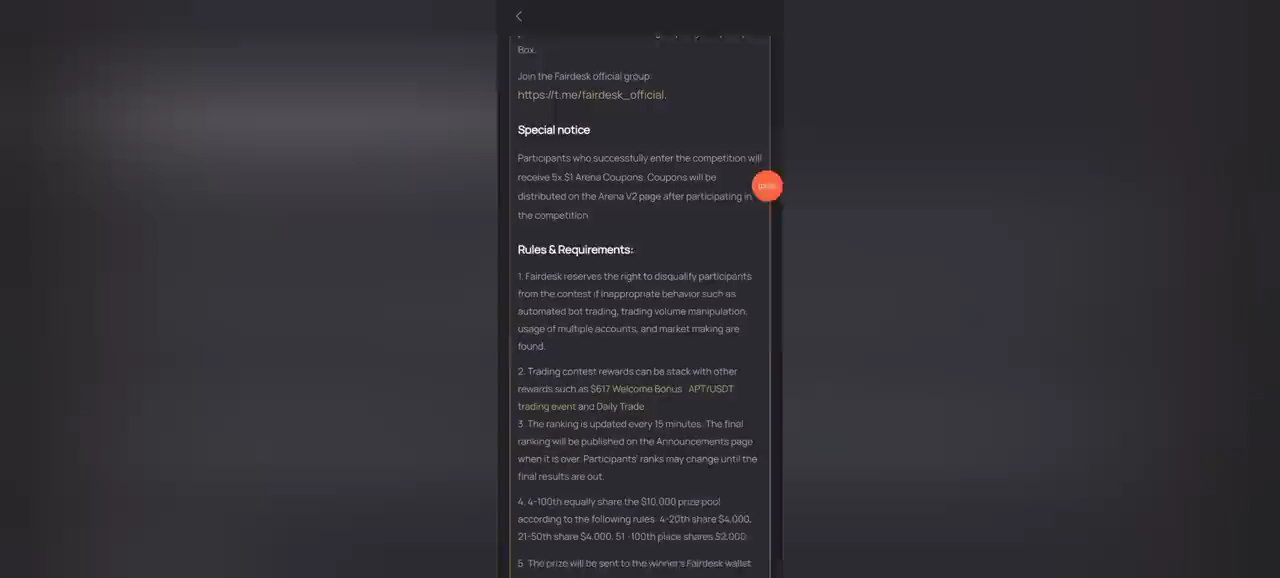 Box.
Join the Fairdesk official group:
https://t.me/fairdesk_official.
Special notice
Participants who successfully enter the competition will
receive 5x $1 Arena Coupons. Coupons will be
distributed on the Arena V2 page after participating in
the competition
Rules & Requirements:
1. Fairdesk reserves the right to disqualify participants
from the contest if inappropriate behavior such as
automated bot trading, trading volume manipulation,
usage of multiple accounts, and market making are
found.
2. Trading contest rewards can be stack with other
rewards such as $617 Welcome Bonus APT/USDT
trading event and Daily Trade
3. The ranking is updated every 15 minutes. The final
ranking will be published on the Announcements page
when it is over. Participants' ranks may change until the
final results are out.
4. 4-100th equally share the $10,000 prize pool
according to the following rules: 4-20th share $4,000,
21-50th share $4,000, 51 -100th place shares $2,000.
5. The prize will be sent to the winner's Fairdesk wallet